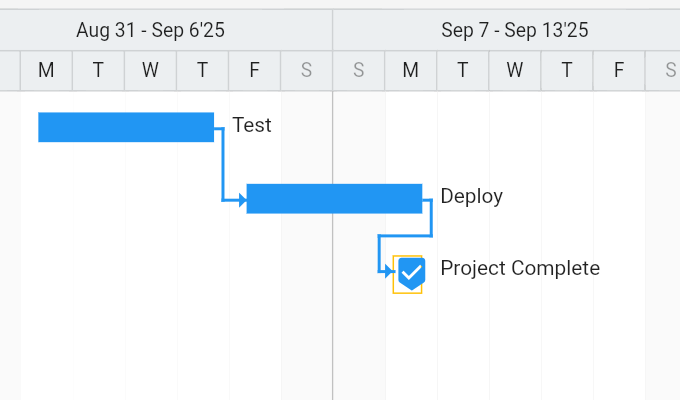 Aug 31 - Sep 6'25 Sep 7 - Sep 13'25
M T W T F S S M T W T F S
Test
Deploy
Project Complete